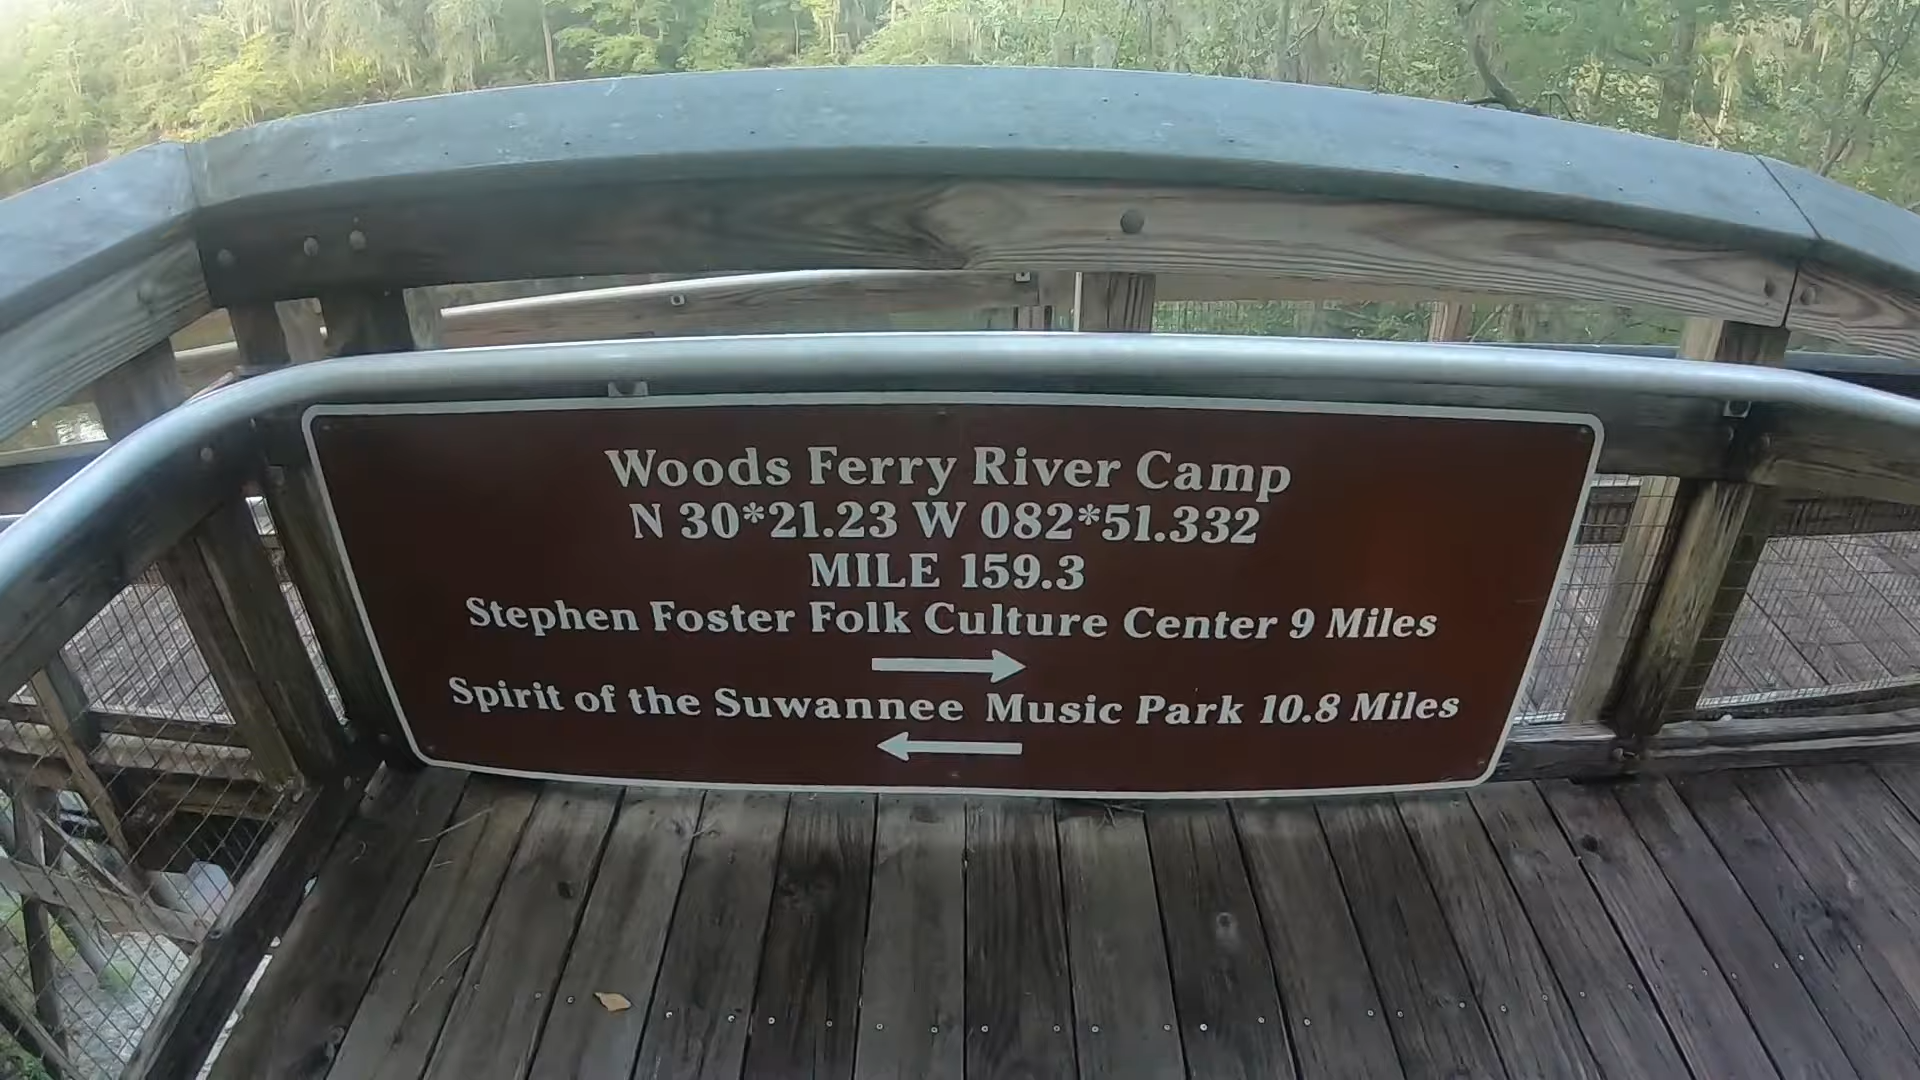 Woods Ferry River Camp
N 30*21.23 W 082*51.332
MILE 159.3
Stephen Foster Folk Culture Center 9 Miles
Spirit of the Suwannee Music Park 10.8 Miles